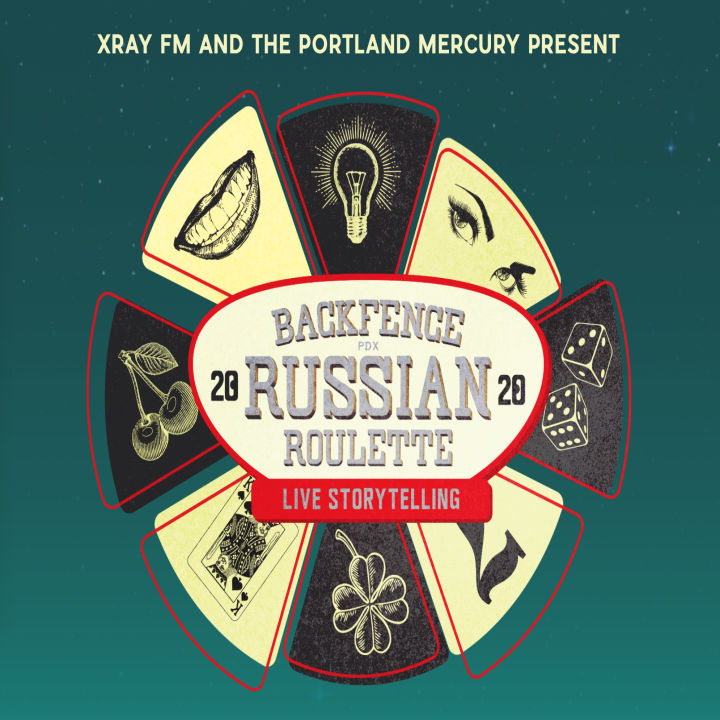 XRAY FM AND THE PORTLAND MERCURY PRESENT
BACKFENCE
PDX
20 RUSSIAN 20
ROULETTE
LIVE STORYTELLING
K
K